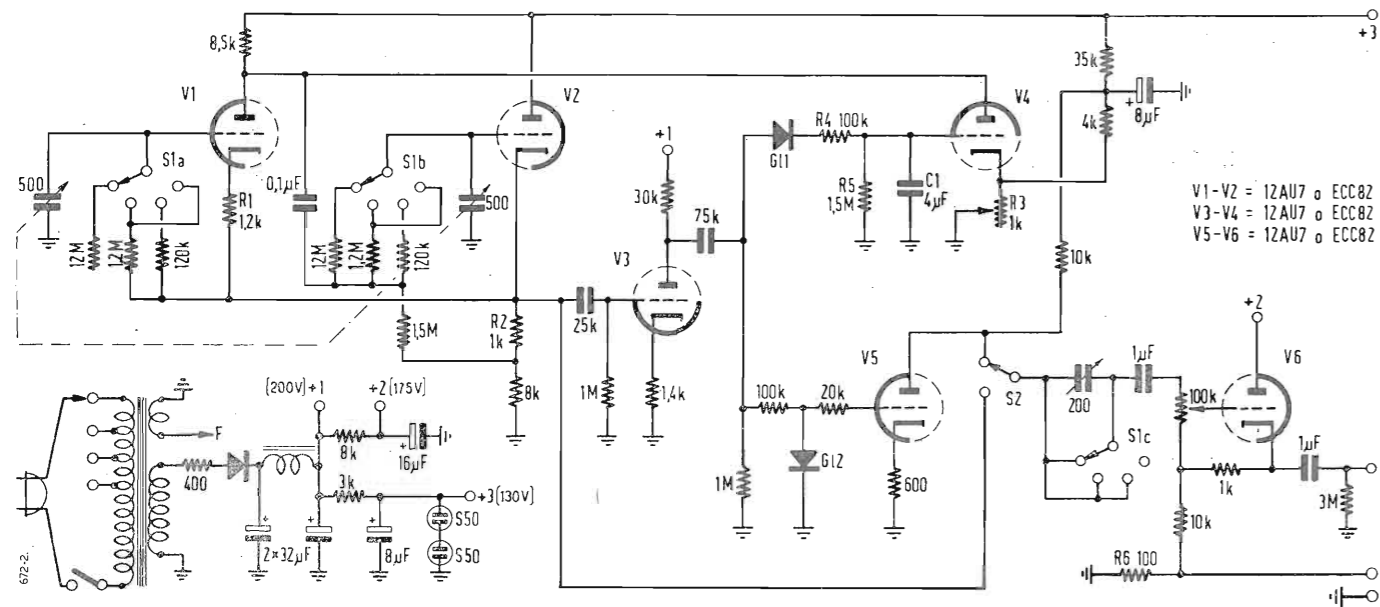 8,5k
V1
S1a
500
12M
1,2M
120k
R1
1,2k
0,1µF
S1b
12M
1,2M
120k
500
V2
1,5M
R2
1k
8k
+1
30k
75k
V3
25k
1M
1,4k
Gl1
R4 100k
R5
1,5M
C1
4µF
V4
R3
1k
35k
4k
+
8µF
+3
V1-V2 = 12AU7 o ECC82
V3-V4 = 12AU7 o ECC82
V5-V6 = 12AU7 o ECC82
10k
100k
20k
Gl2
1M
V5
600
S2
200
S1c
1µF
100k
+2
V6
1k
1µF
3M
10k
R6 100
F
400
+
2×32µF
(200V)+1
+
+2(175V)
8k
+
16µF
3k
+3(130V)
+
8µF
S50
S50
672-2